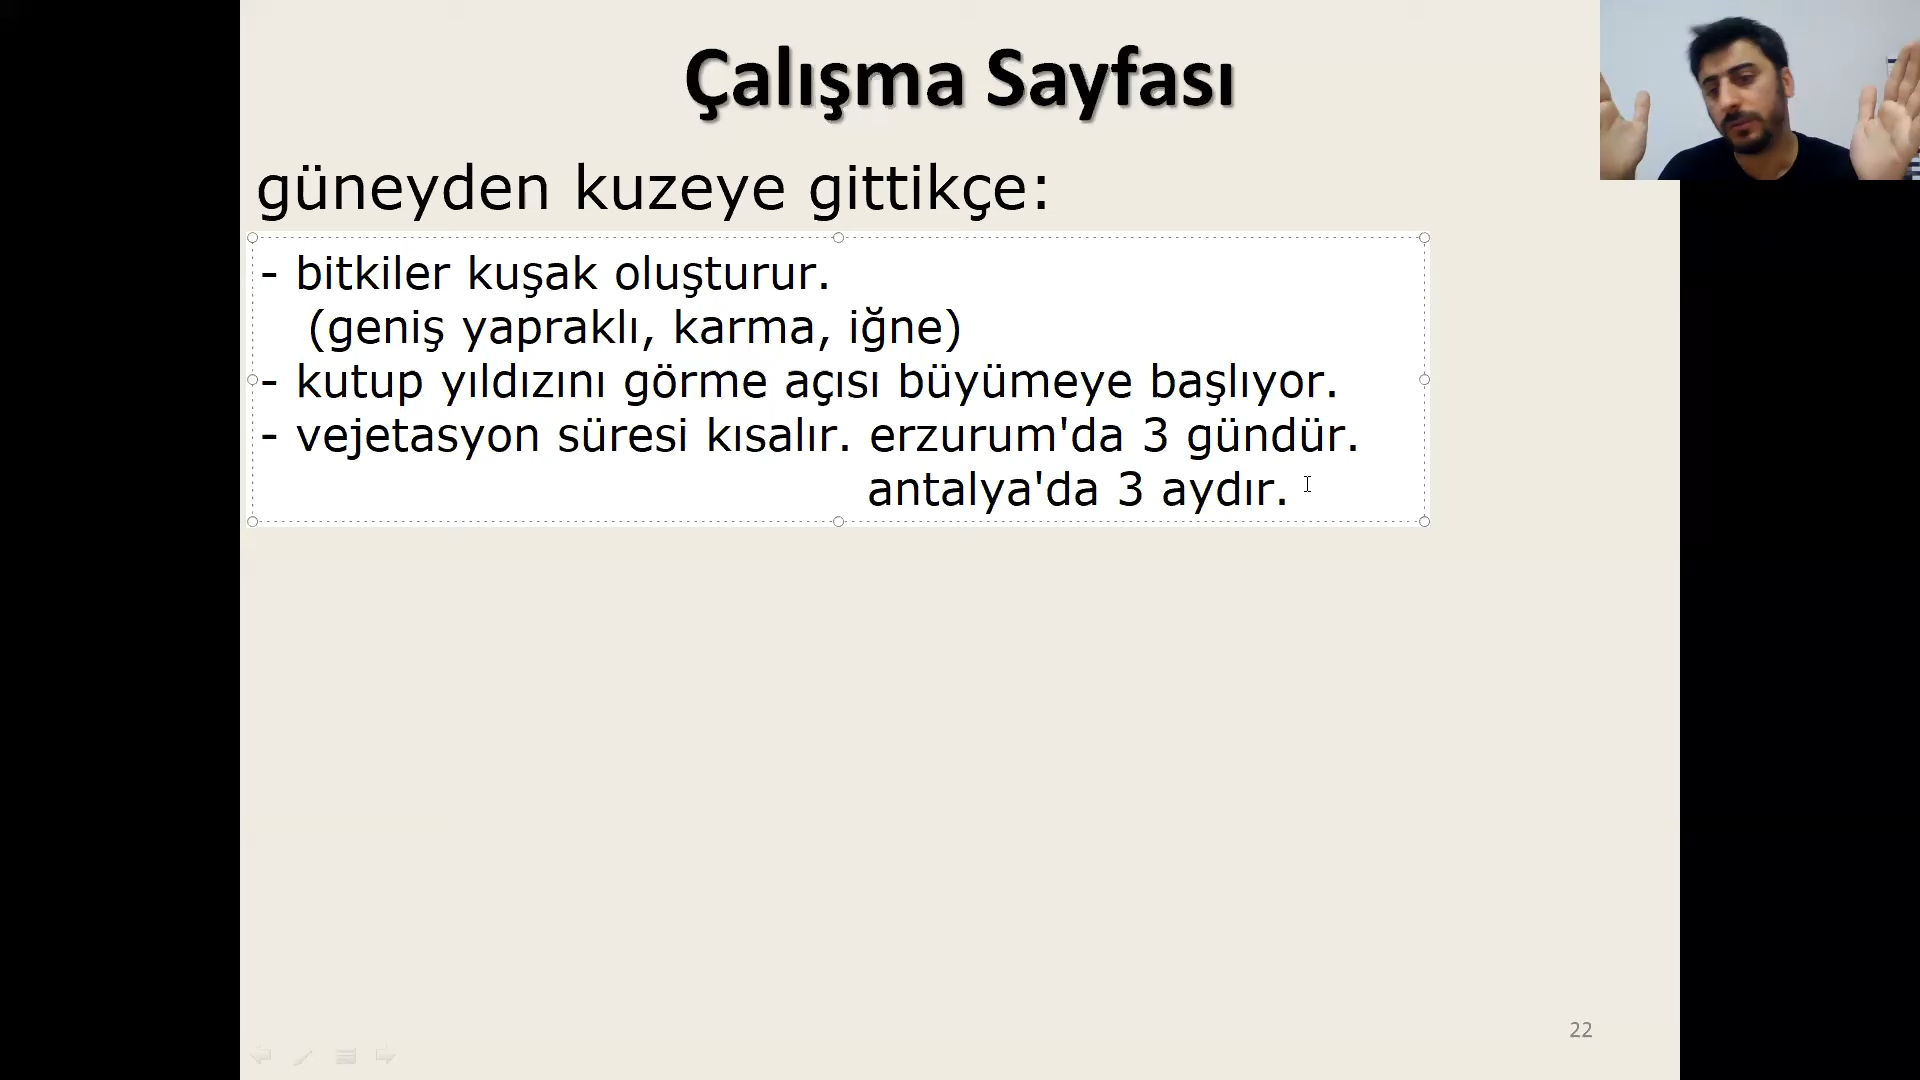 Çalışma Sayfası
güneyden kuzeye gittikçe:
- bitkiler kuşak oluşturur.
(geniş yapraklı, karma, iğne)
- kutup yıldızını görme açısı büyümeye başlıyor.
- vejetasyon süresi kısalır. erzurum'da 3 gündür.
antalya'da 3 aydır.
22